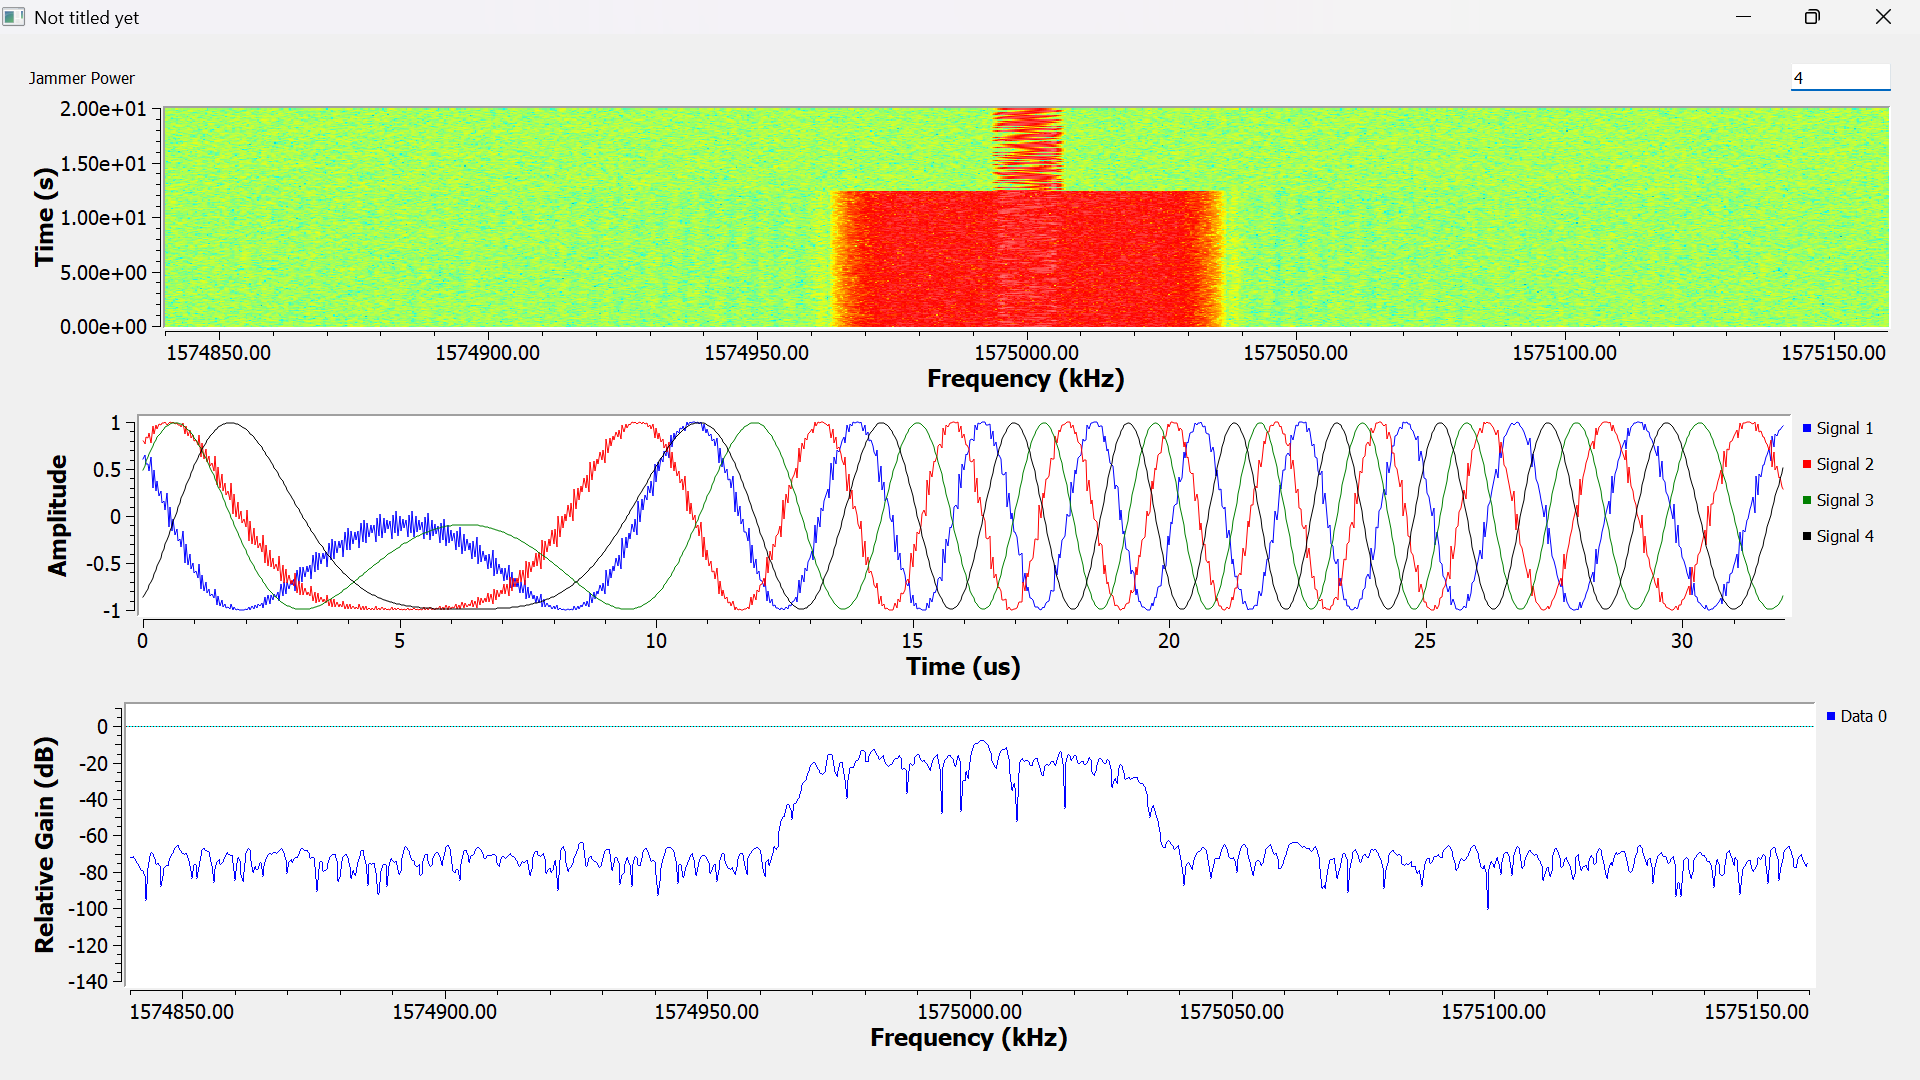 Not titled yet
Jammer Power
4
2.00e+01
1.50e+01
1.00e+01
5.00e+00
0.00e+00
Time (s)
1574850.00 1574900.00 1574950.00 1575000.00 1575050.00 1575100.00 1575150.00
Frequency (kHz)
1
0.5
0
-0.5
-1
Amplitude
Signal 1
Signal 2
Signal 3
Signal 4
0 5 10 15 20 25 30
Time (us)
0
-20
-40
-60
-80
-100
-120
-140
Relative Gain (dB)
Data 0
1574850.00 1574900.00 1574950.00 1575000.00 1575050.00 1575100.00 1575150.00
Frequency (kHz)